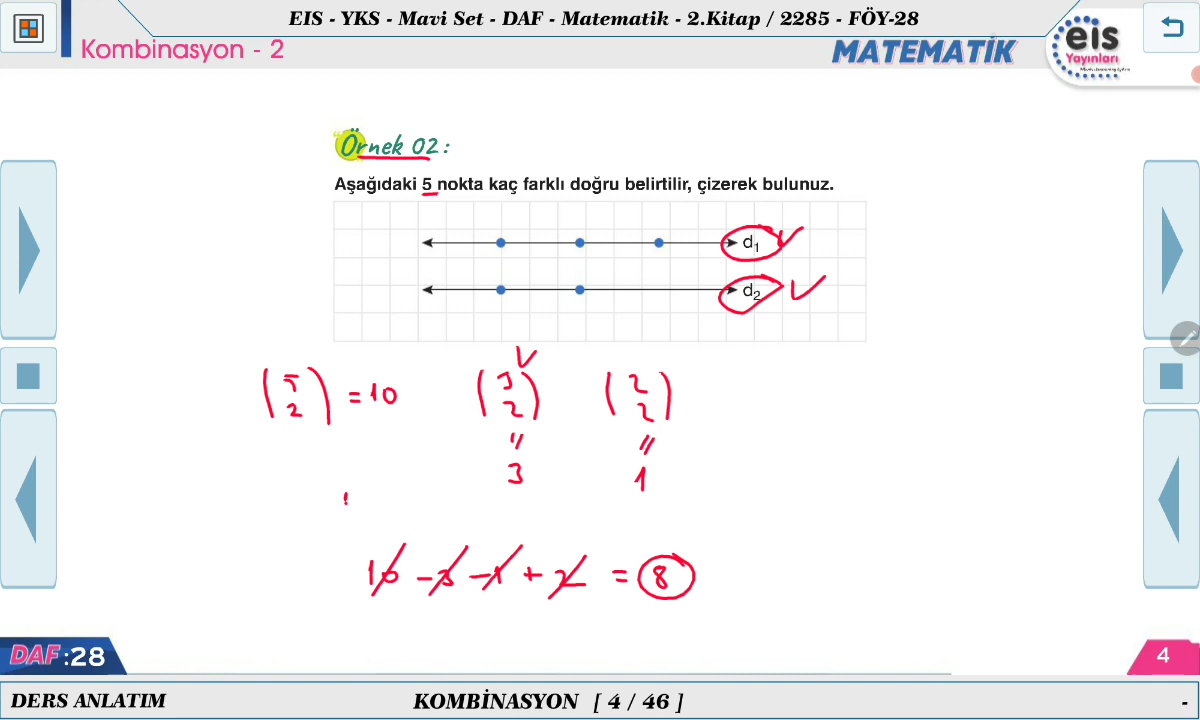 EIS - YKS - Mavi Set - DAF - Matematik - 2.Kitap / 2285 - FÖY-28
Kombinasyon - 2
MATEMATİK
eis
Yayınları
Örnek 02 :
Aşağıdaki 5 nokta kaç farklı doğru belirtilir, çizerek bulunuz.
d1
d2
(5 2) = 10 (3 2) (2 2)
= =
3 1
10 - 3 - 1 + 2 = 8
DAF :28
4
DERS ANLATIM KOMBİNASYON [ 4 / 46 ] -